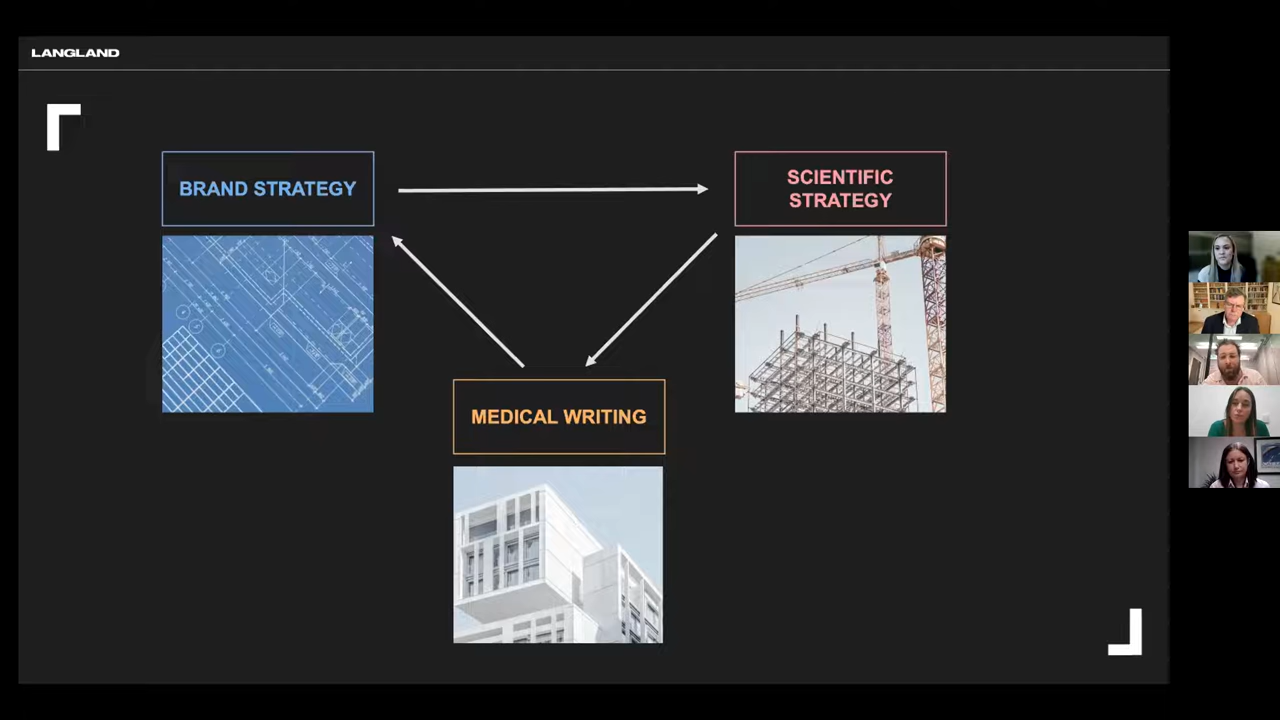 LANGLAND
BRAND STRATEGY
SCIENTIFIC
STRATEGY
MEDICAL WRITING